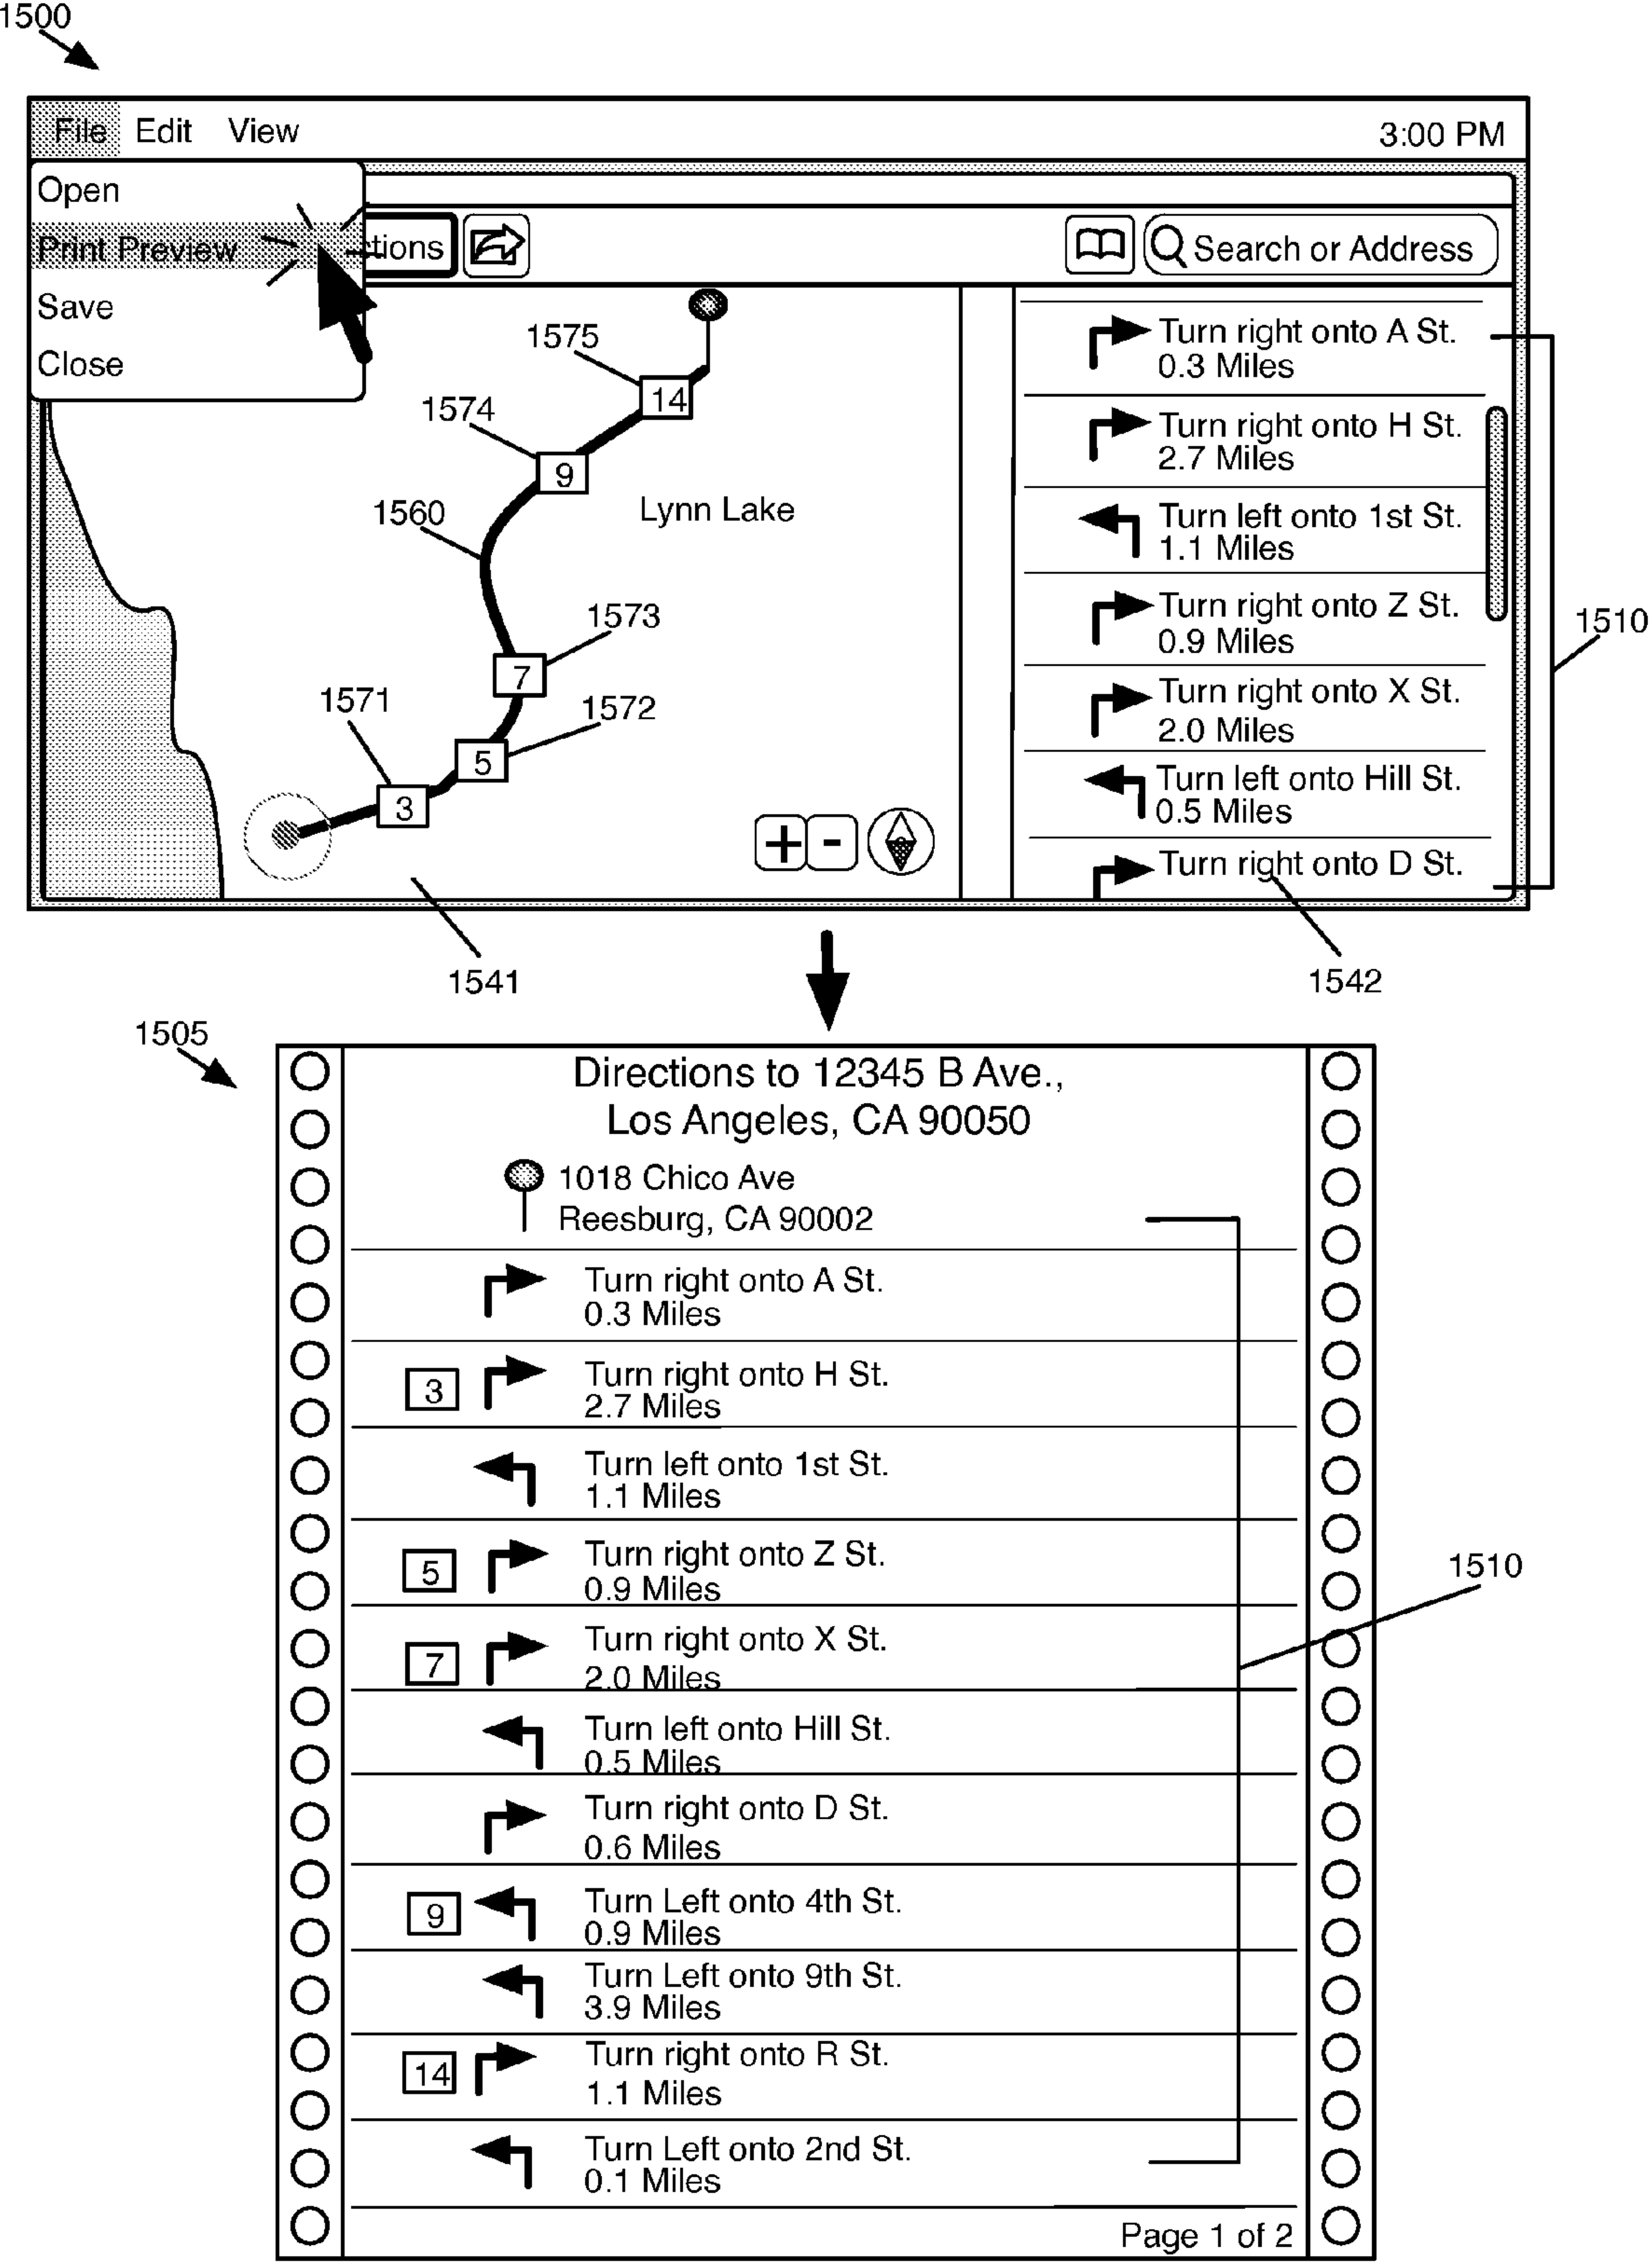 1500
File Edit View 3:00 PM
Open
Print Preview
Save
Close
ctions
Search or Address
1575
14
1574
9
1560
Lynn Lake
1573
7
1571
1572
5
3
+ -
Turn right onto A St.
0.3 Miles
Turn right onto H St.
2.7 Miles
Turn left onto 1st St.
1.1 Miles
Turn right onto Z St.
0.9 Miles
Turn right onto X St.
2.0 Miles
Turn left onto Hill St.
0.5 Miles
Turn right onto D St.
1510
1541
1542
1505
Directions to 12345 B Ave.,
Los Angeles, CA 90050
1018 Chico Ave
Reesburg, CA 90002
Turn right onto A St.
0.3 Miles
3 Turn right onto H St.
2.7 Miles
Turn left onto 1st St.
1.1 Miles
5 Turn right onto Z St.
0.9 Miles
7 Turn right onto X St.
2.0 Miles
Turn left onto Hill St.
0.5 Miles
Turn right onto D St.
0.6 Miles
9 Turn Left onto 4th St.
0.9 Miles
Turn Left onto 9th St.
3.9 Miles
14 Turn right onto R St.
1.1 Miles
Turn Left onto 2nd St.
0.1 Miles
1510
Page 1 of 2